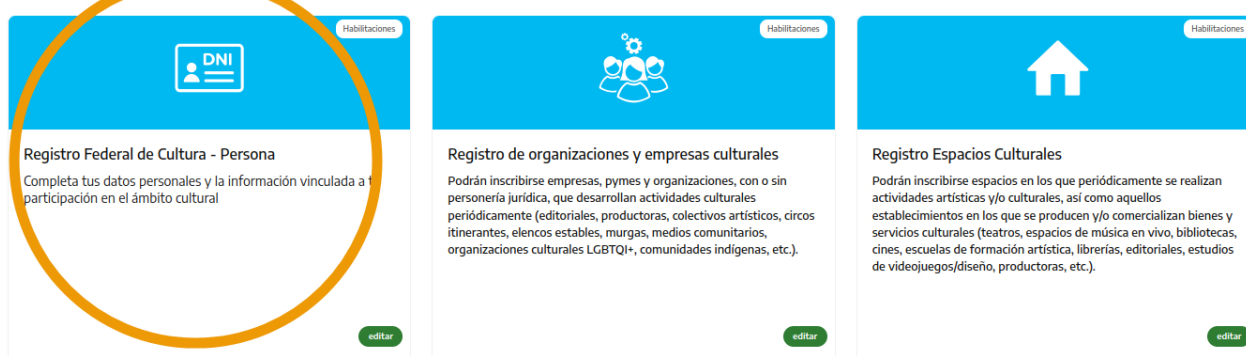 Habilitaciones
DNI
Registro Federal de Cultura - Persona
Completa tus datos personales y la información vinculada a t
participación en el ámbito cultural
editar
Habilitaciones
Registro de organizaciones y empresas culturales
Podrán inscribirse empresas, pymes y organizaciones, con o sin
personería jurídica, que desarrollan actividades culturales
periódicamente (editoriales, productoras, colectivos artísticos, circos
itinerantes, elencos estables, murgas, medios comunitarios,
organizaciones culturales LGBTQI+, comunidades indígenas, etc.).
editar
Habilitaciones
Registro Espacios Culturales
Podrán inscribirse espacios en los que periódicamente se realizan
actividades artísticas y/o culturales, así como aquellos
establecimientos en los que se producen y/o comercializan bienes y
servicios culturales (teatros, espacios de música en vivo, bibliotecas,
cines, escuelas de formación artística, librerías, editoriales, estudios
de videojuegos/diseño, productoras, etc.).
editar